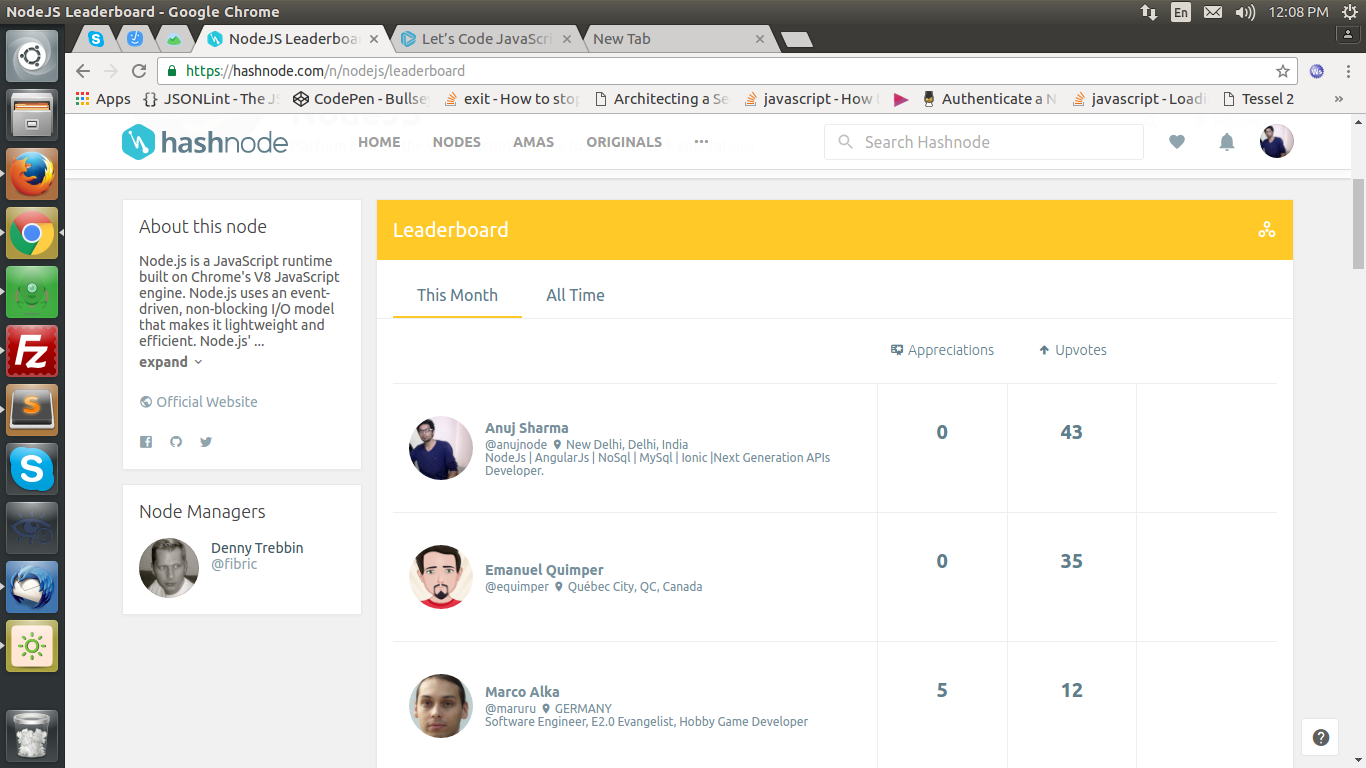 NodeJS Leaderboard - Google Chrome
En
12:08 PM
NodeJS Leaderboa
Let's Code JavaScri
New Tab
https://hashnode.com/n/nodejs/leaderboard
Apps
JSONLint - The JS
CodePen - Bullse
exit - How to stop
Architecting a Se
javascript - How t
Authenticate a N
javascript - Loadi
Tessel 2
»
hashnode
HOME
NODES
AMAS
ORIGINALS
Search Hashnode
About this node
Node.js is a JavaScript runtime
built on Chrome's V8 JavaScript
engine. Node.js uses an event-
driven, non-blocking I/O model
that makes it lightweight and
efficient. Node.js' ...
expand
Official Website
Node Managers
Denny Trebbin
@fibric
Leaderboard
This Month
All Time
Appreciations
Upvotes
Anuj Sharma
@anujnode New Delhi, Delhi, India
NodeJs | AngularJs | NoSql | MySql | Ionic |Next Generation APIs
Developer.
0
43
Emanuel Quimper
@equimper Québec City, QC, Canada
0
35
Marco Alka
@maruru GERMANY
Software Engineer, E2.0 Evangelist, Hobby Game Developer
5
12